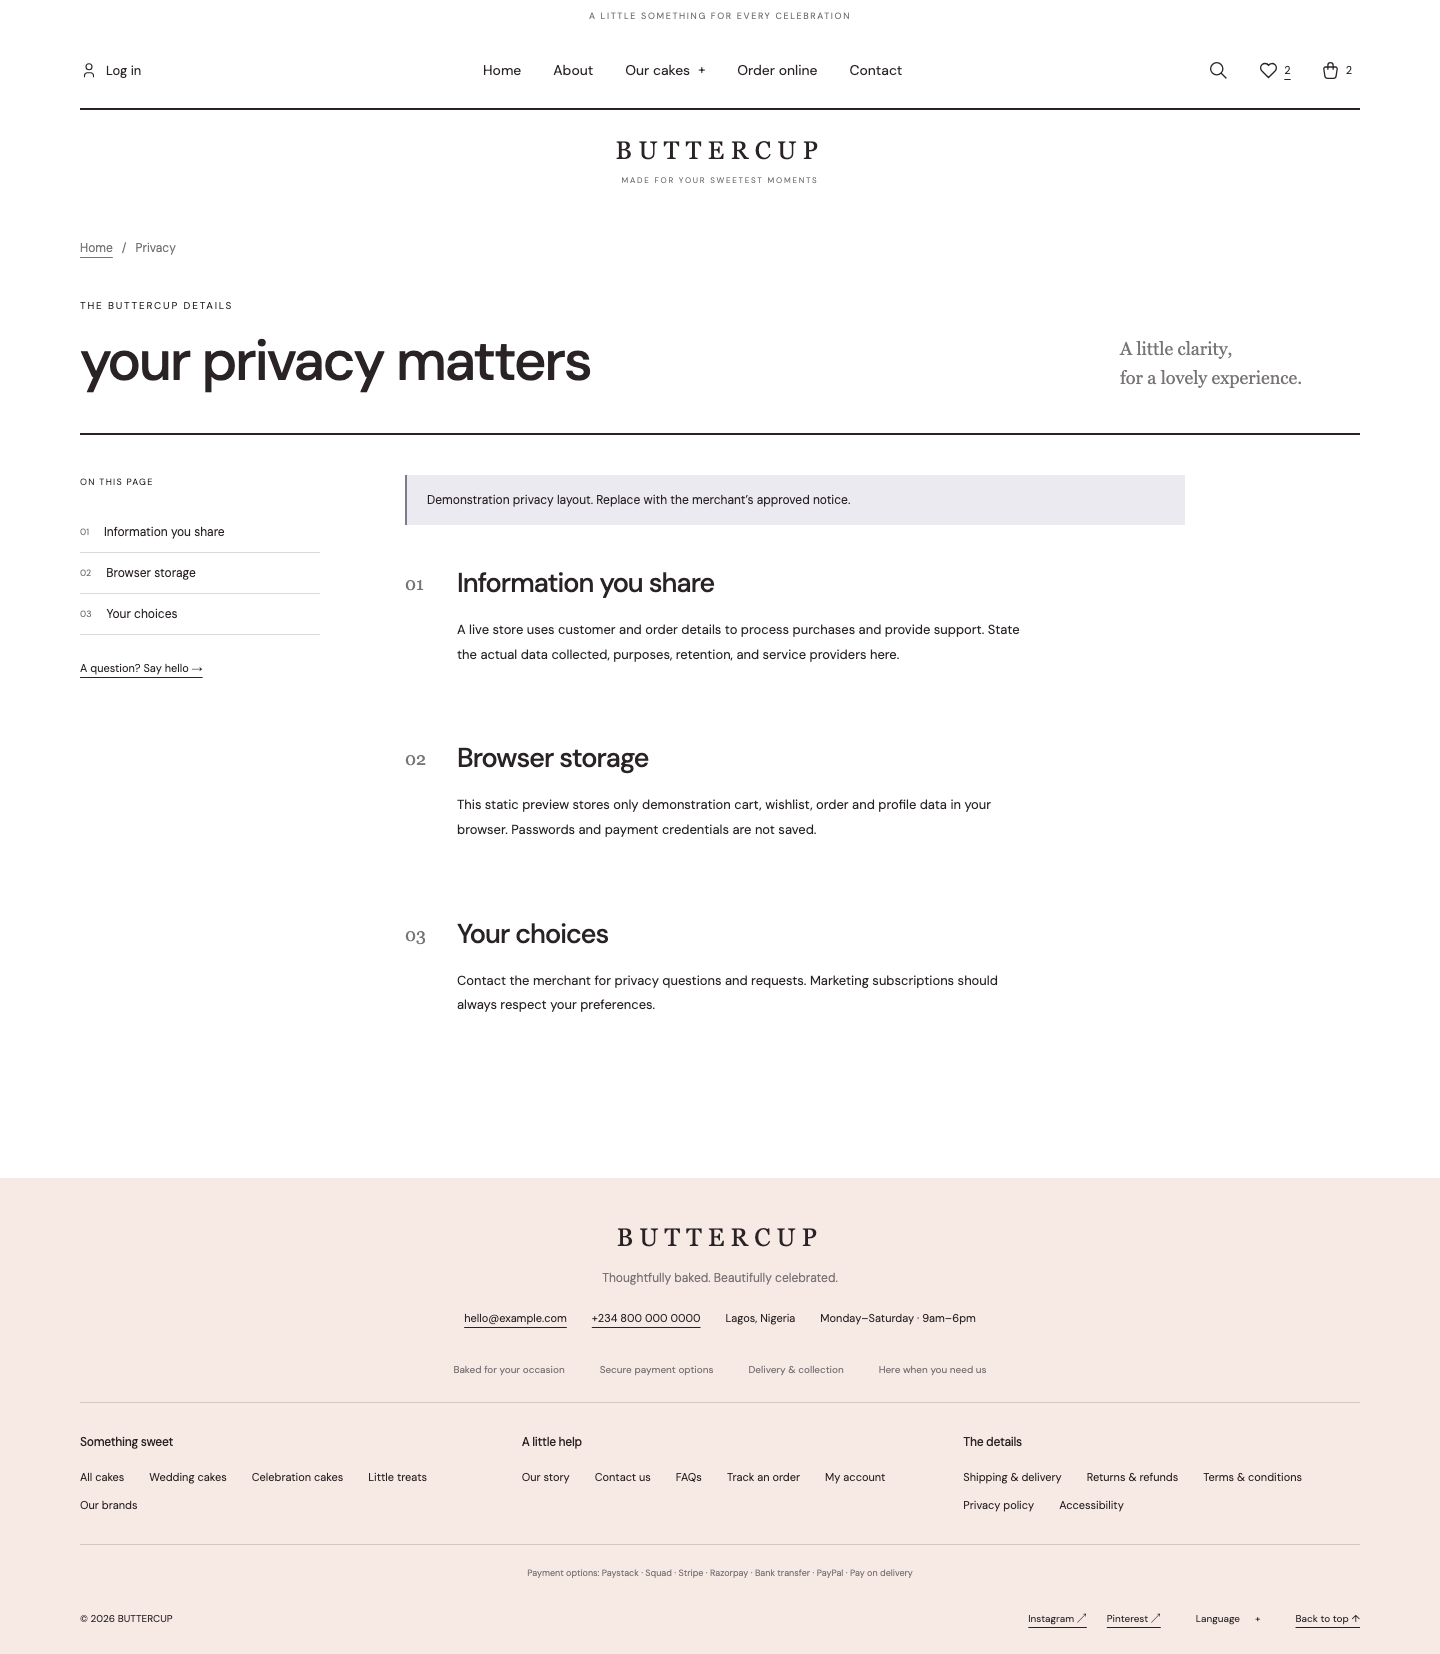 A LITTLE SOMETHING FOR EVERY CELEBRATION
Log in
Home About Our cakes + Order online Contact
2 2
BUTTERCUP
MADE FOR YOUR SWEETEST MOMENTS
Home / Privacy
THE BUTTERCUP DETAILS
your privacy matters
A little clarity,
for a lovely experience.
ON THIS PAGE
01 Information you share
02 Browser storage
03 Your choices
A question? Say hello →
Demonstration privacy layout. Replace with the merchant’s approved notice.
01 Information you share
A live store uses customer and order details to process purchases and provide support. State
the actual data collected, purposes, retention, and service providers here.
02 Browser storage
This static preview stores only demonstration cart, wishlist, order and profile data in your
browser. Passwords and payment credentials are not saved.
03 Your choices
Contact the merchant for privacy questions and requests. Marketing subscriptions should
always respect your preferences.
BUTTERCUP
Thoughtfully baked. Beautifully celebrated.
hello@example.com +234 800 000 0000 Lagos, Nigeria Monday–Saturday · 9am–6pm
Baked for your occasion Secure payment options Delivery & collection Here when you need us
Something sweet
All cakes Wedding cakes Celebration cakes Little treats
Our brands
A little help
Our story Contact us FAQs Track an order My account
The details
Shipping & delivery Returns & refunds Terms & conditions
Privacy policy Accessibility
Payment options: Paystack · Squad · Stripe · Razorpay · Bank transfer · PayPal · Pay on delivery
© 2026 BUTTERCUP
Instagram ↗ Pinterest ↗ Language + Back to top ↑